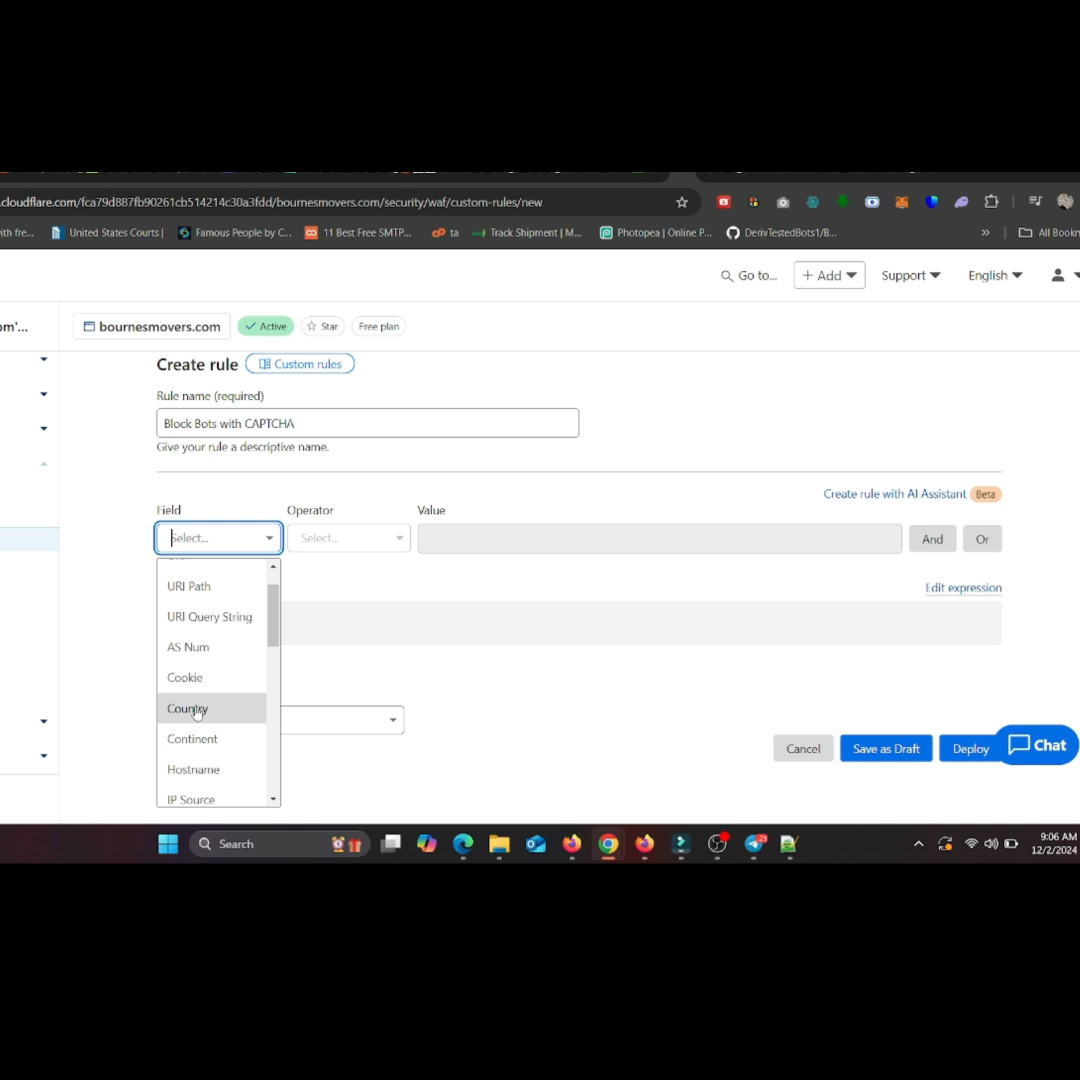 .cloudflare.com/fca79d887fb90261cb514214c30a3fdd/bournesmovers.com/security/waf/custom-rules/new
ith fre... United States Courts | Famous People by C... 11 Best Free SMTP... ta Track Shipment | M... Photopea | Online P... DerivTestedBots1/B... » All Bookn
Go to... + Add Support English
om'... bournesmovers.com Active Star Free plan
Create rule Custom rules
Rule name (required)
Block Bots with CAPTCHA
Give your rule a descriptive name.
Create rule with AI Assistant Beta
Field Operator Value
Select... Select... And Or
URI Path
Edit expression
URI Query String
AS Num
Cookie
Country
Continent
Cancel Save as Draft Deploy Chat
Hostname
IP Source
Search 23
9:06 AM
12/2/2024